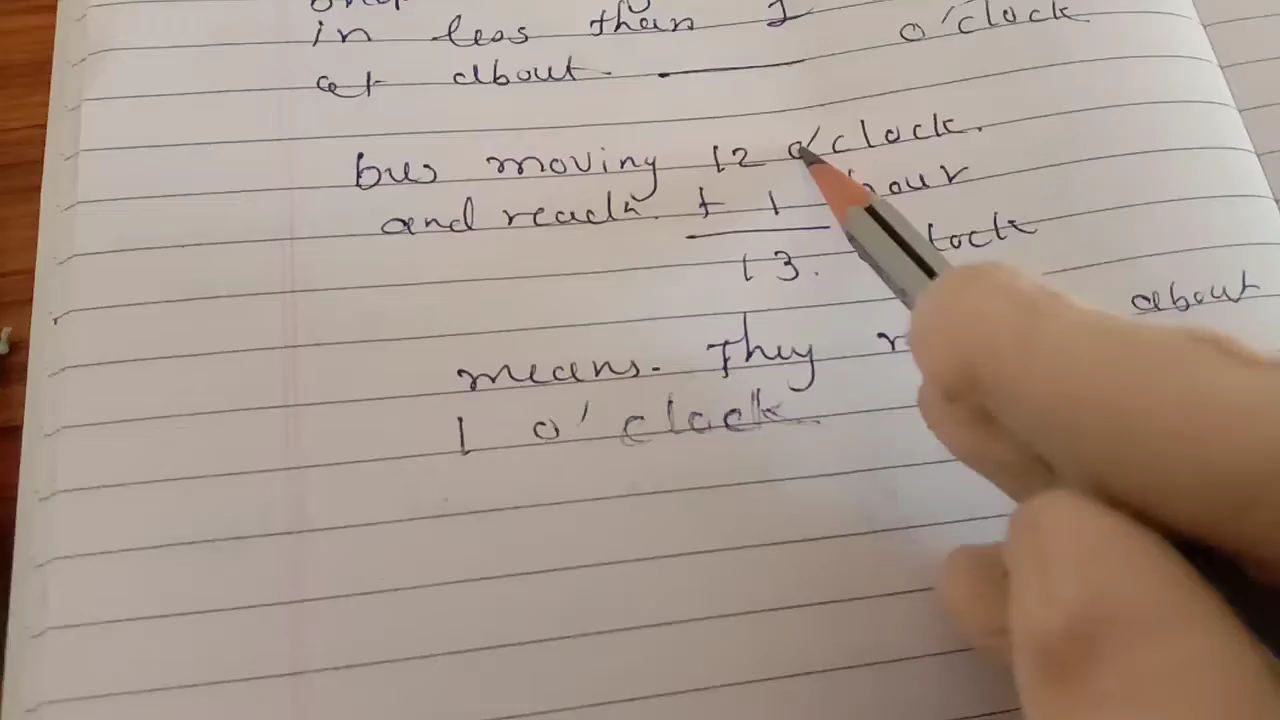 in less than 1
at about. ——— o'clock
bus moving 12 o'clock.
and reach. + 1 hour
13.
means. They about
1 o'clock.